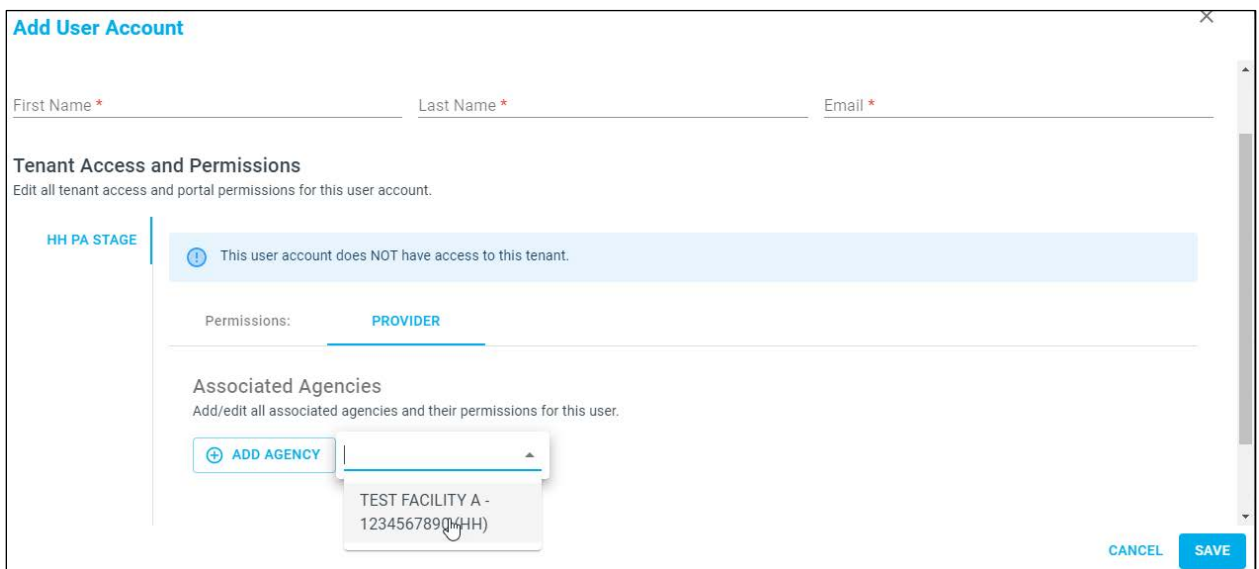 Add User Account
First Name * Last Name * Email *
Tenant Access and Permissions
Edit all tenant access and portal permissions for this user account.
HH PA STAGE
This user account does NOT have access to this tenant.
Permissions: PROVIDER
Associated Agencies
Add/edit all associated agencies and their permissions for this user.
ADD AGENCY
TEST FACILITY A -
1234567890 (HH)
CANCEL SAVE